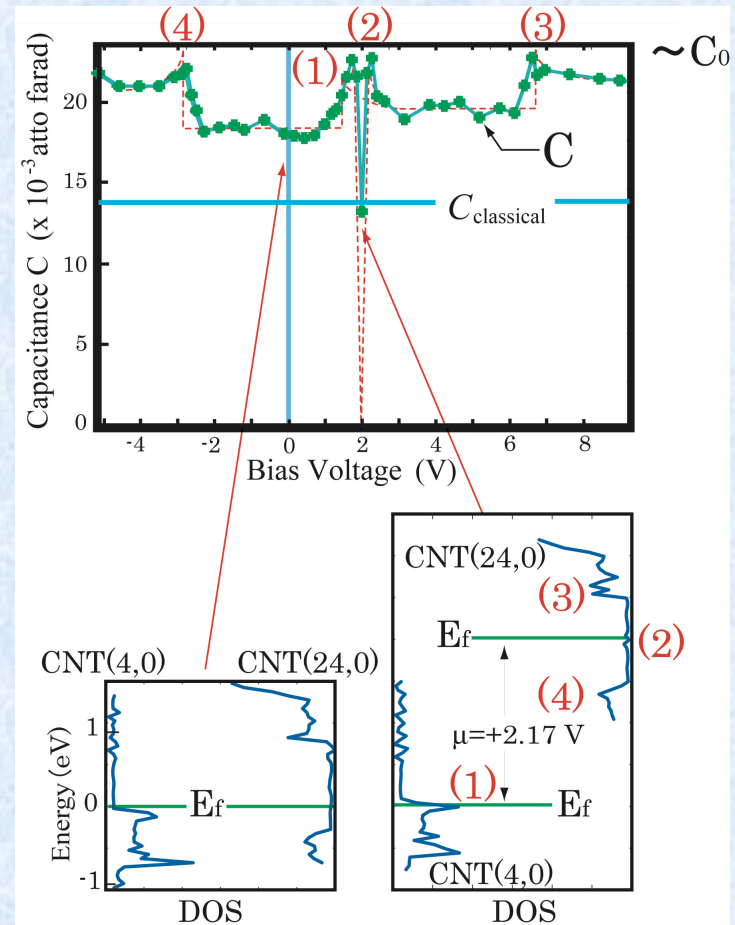 (4)
(2)
(3)
~C0
(1)
20
15
10
5
0
Capacitance C (x 10-3 atto farad)
C
Cclassical
-4
-2
0
2
4
6
8
Bias Voltage (V)
CNT(4,0)
CNT(24,0)
1
0
-1
Energy (eV)
Ef
DOS
CNT(24,0)
(3)
Ef
(2)
(4)
μ=+2.17 V
(1)
Ef
CNT(4,0)
DOS